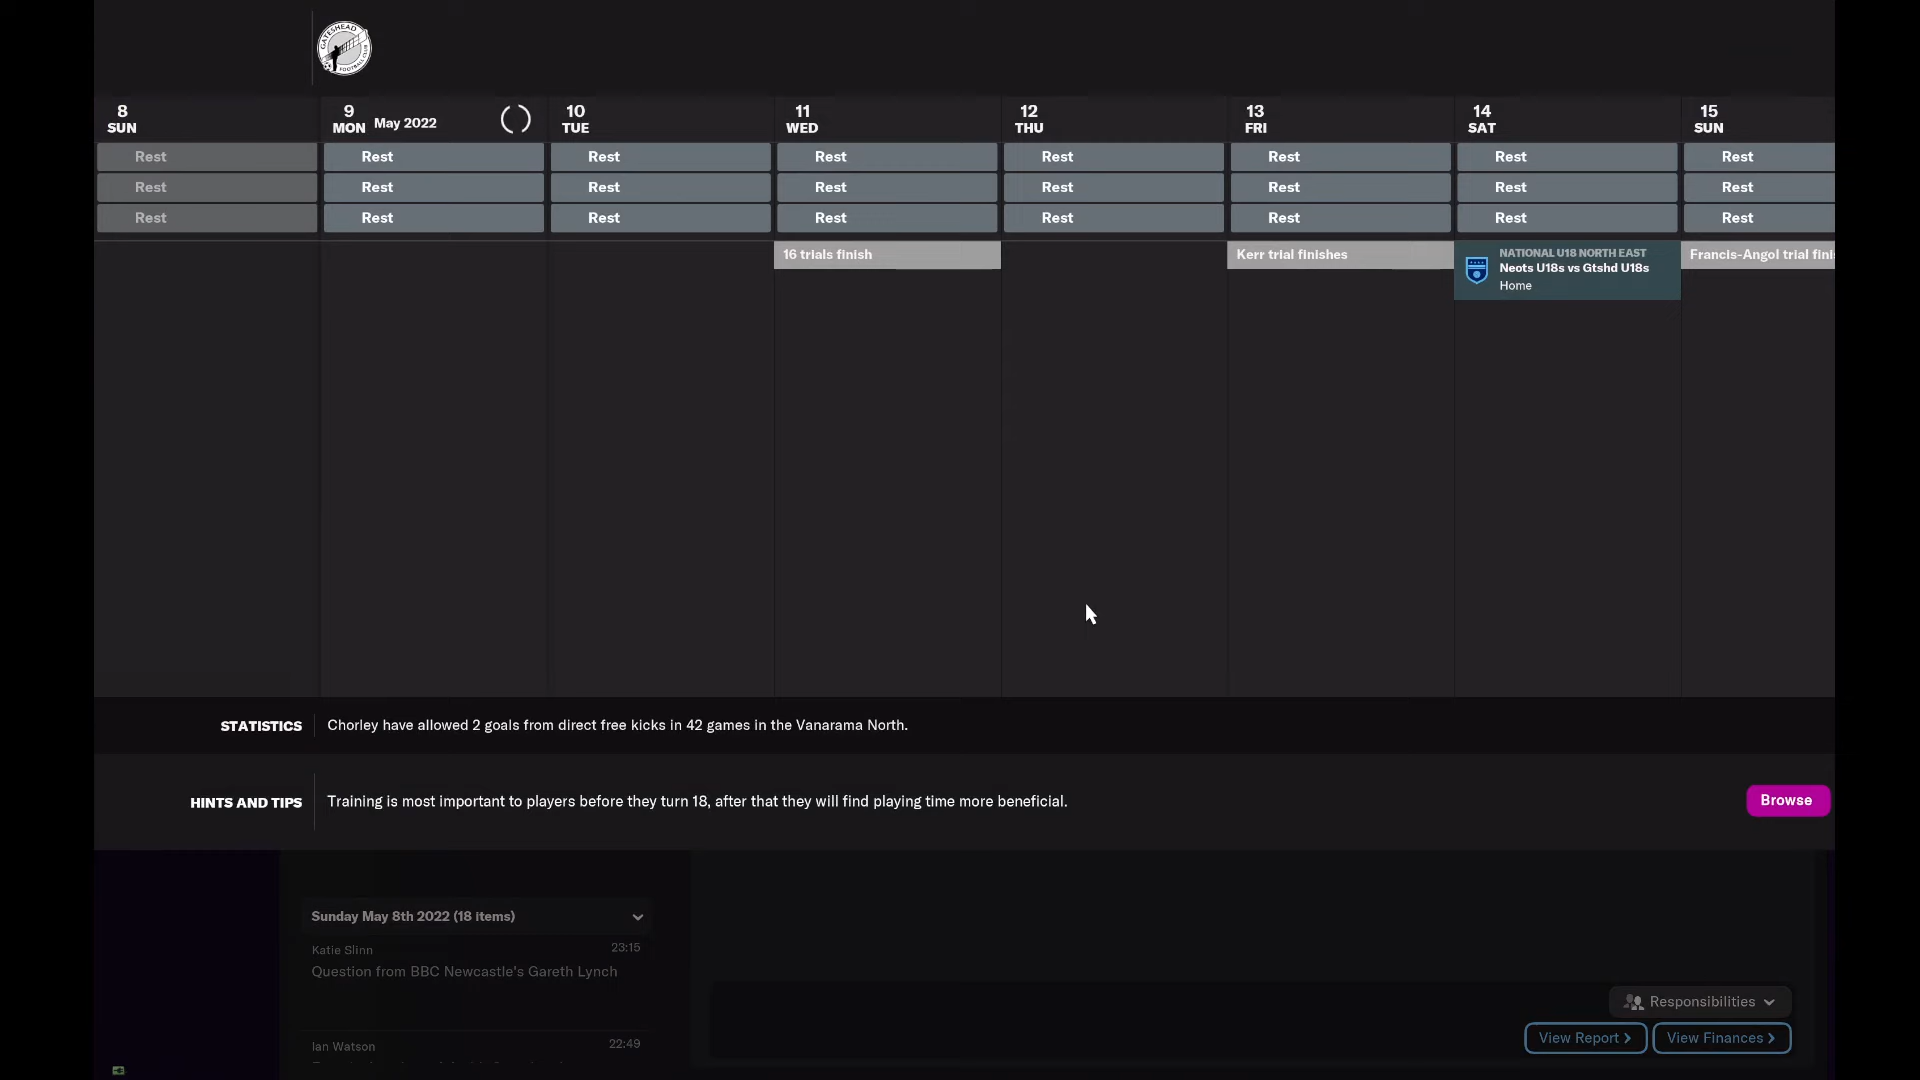 GATESHEAD
FOOTBALL CLUB
8
SUN
9
MON May 2022
10
TUE
11
WED
12
THU
13
FRI
14
SAT
15
SUN
Rest Rest Rest Rest Rest Rest Rest Rest
Rest Rest Rest Rest Rest Rest Rest Rest
Rest Rest Rest Rest Rest Rest Rest Rest
16 trials finish
Kerr trial finishes
NATIONAL U18 NORTH EAST
Neots U18s vs Gtshd U18s
Home
Francis-Angol trial fini
STATISTICS Chorley have allowed 2 goals from direct free kicks in 42 games in the Vanarama North.
HINTS AND TIPS Training is most important to players before they turn 18, after that they will find playing time more beneficial.
Browse
Sunday May 8th 2022 (18 items)
Katie Slinn 23:15
Question from BBC Newcastle's Gareth Lynch
Responsibilities
View Report View Finances
Ian Watson 22:49